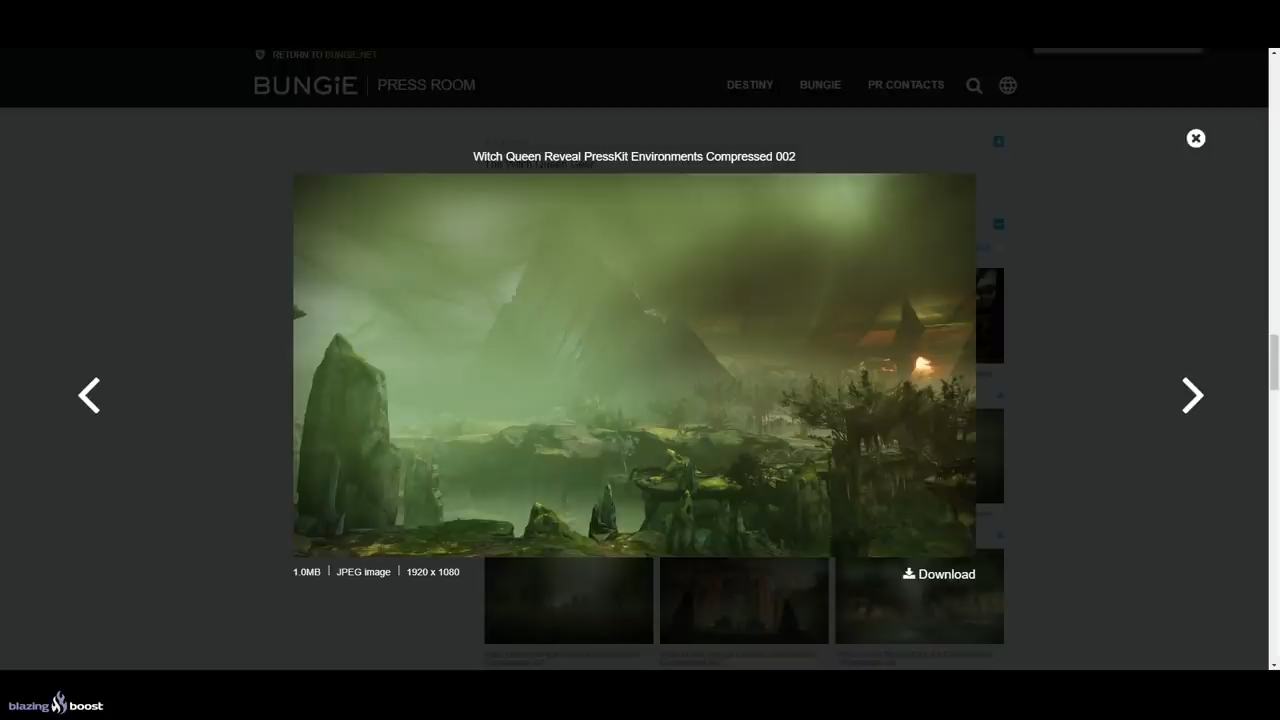 RETURN TO BUNGIE.NET
BUNGiE | PRESS ROOM
DESTINY
BUNGIE
PR CONTACTS
Witch Queen Reveal PressKit Environments Compressed 002
1.0MB | JPEG image | 1920 x 1080
Download
blazing boost